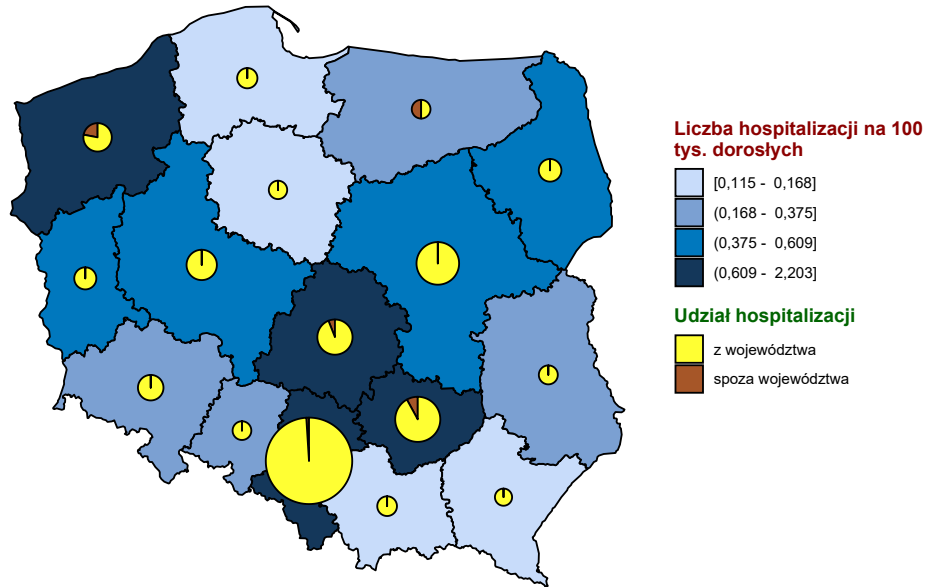 Liczba hospitalizacji na 100
tys. dorosłych
[0,115 - 0,168]
(0,168 - 0,375]
(0,375 - 0,609]
(0,609 - 2,203]
Udział hospitalizacji
z województwa
spoza województwa